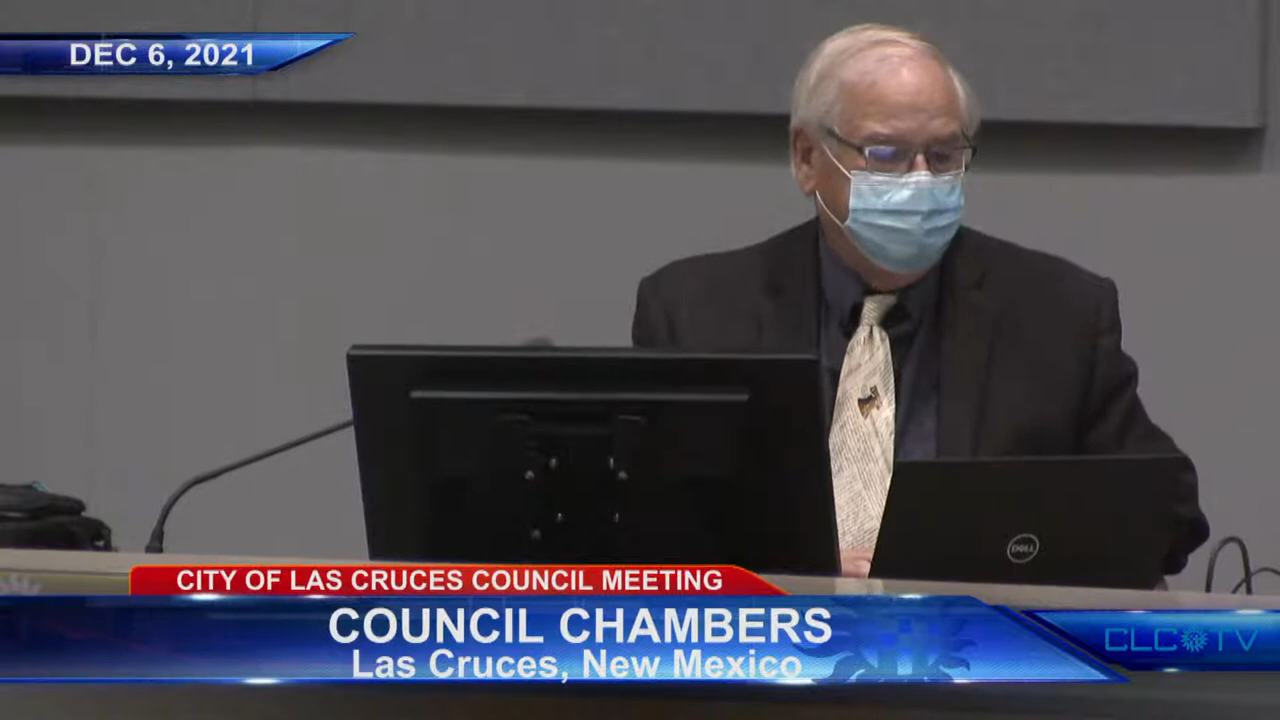 DEC 6, 2021
DELL
CITY OF LAS CRUCES COUNCIL MEETING
COUNCIL CHAMBERS
Las Cruces, New Mexico
CLC TV